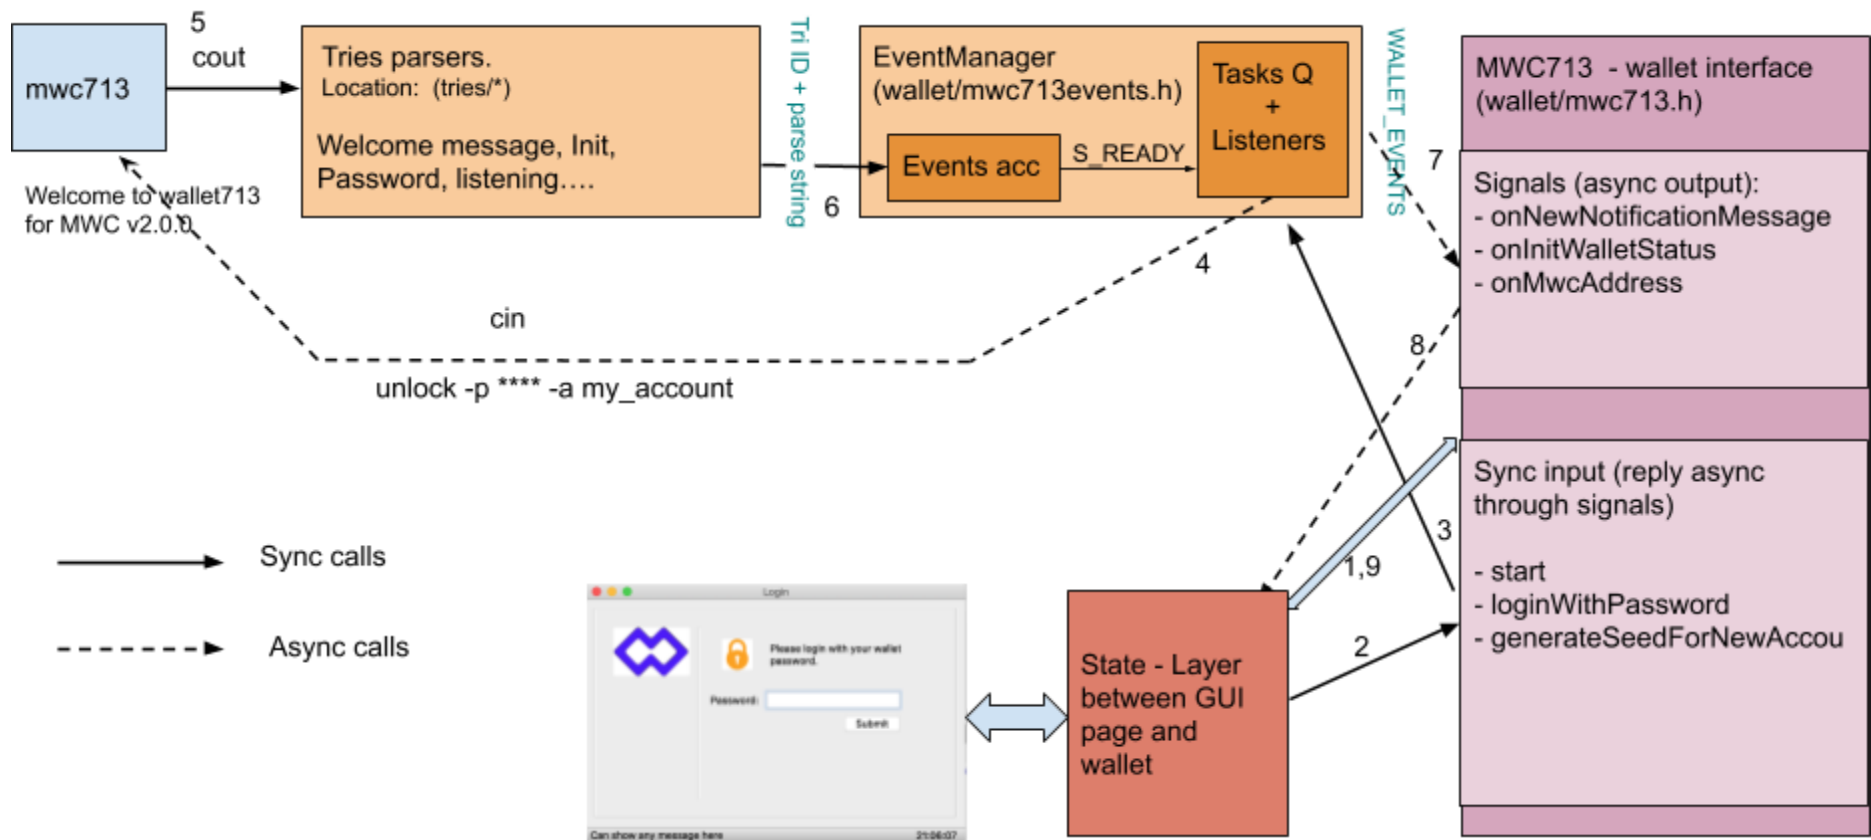 5
cout
mwc713
Welcome to wallet713
for MWC v2.0.0
Tries parsers.
Location: (tries/*)
Welcome message, Init,
Password, listening....
Tri ID + parse string
6
EventManager
(wallet/mwc713events.h)
Events acc
S_READY
Tasks Q
+
Listeners
WALLET_EVENTS
4
cin
unlock -p **** -a my_account
7
8
MWC713 - wallet interface
(wallet/mwc713.h)
Signals (async output):
- onNewNotificationMessage
- onInitWalletStatus
- onMwcAddress
Sync input (reply async
through signals)
- start
- loginWithPassword
- generateSeedForNewAccou
3
1,9
2
Sync calls
Async calls
Login
Please login with your wallet
password.
Password:
Submit
Can show any message here
21:06:07
State - Layer
between GUI
page and
wallet